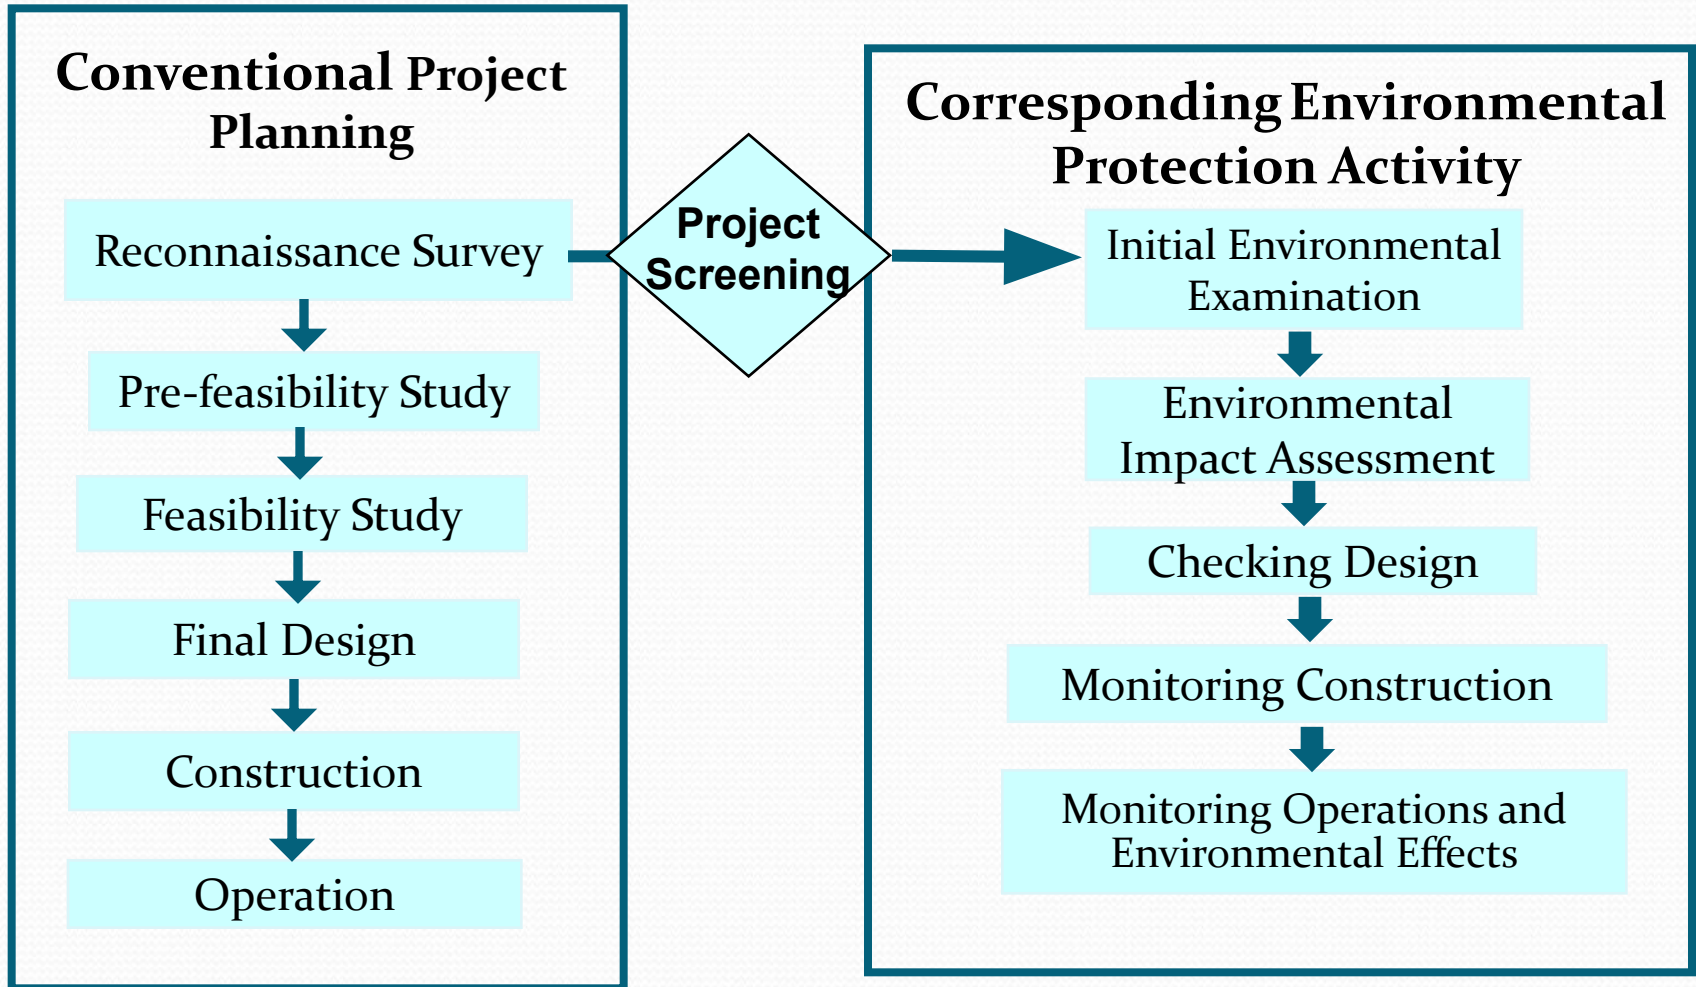 Conventional Project
Planning
Reconnaissance Survey
Pre-feasibility Study
Feasibility Study
Final Design
Construction
Operation
Project
Screening
Corresponding Environmental
Protection Activity
Initial Environmental
Examination
Environmental
Impact Assessment
Checking Design
Monitoring Construction
Monitoring Operations and
Environmental Effects